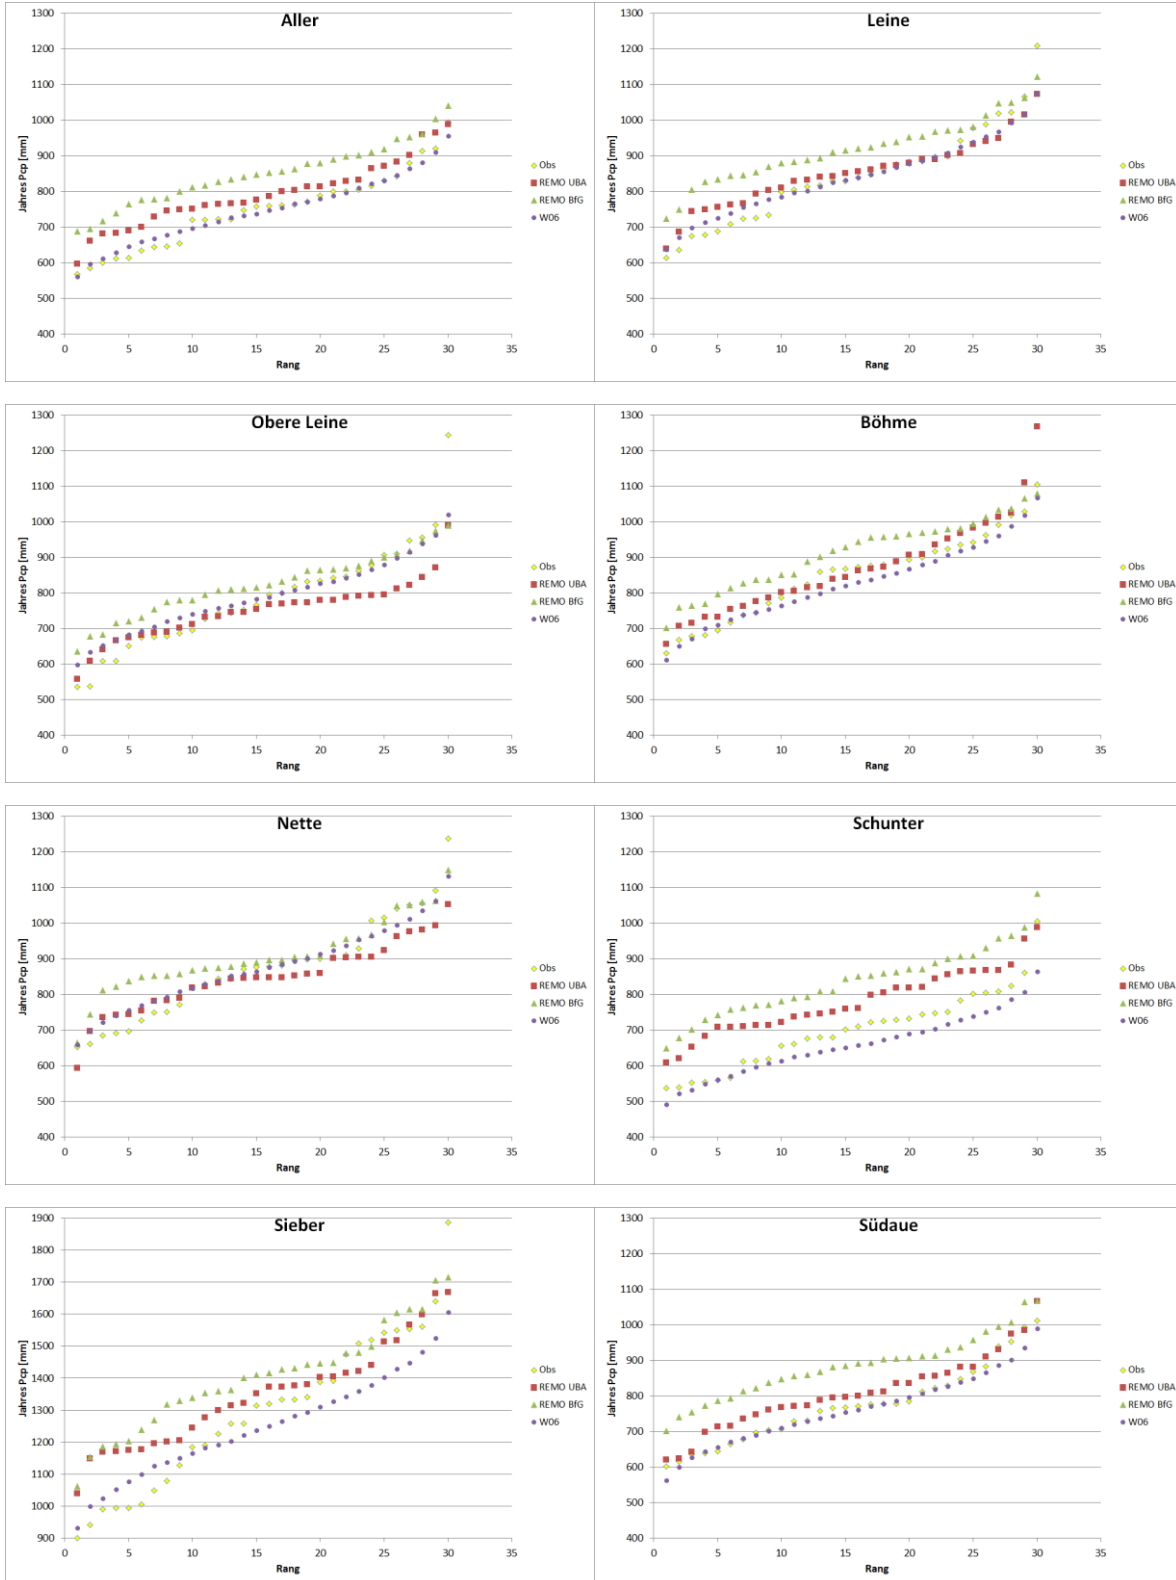 Aller
Jahres Pcp [mm]
1300
1200
1100
1000
900
800
700
600
500
400
0 5 10 15 20 25 30 35
Rang
Obs
REMO UBA
REMO BfG
W06
Leine
Jahres Pcp [mm]
1300
1200
1100
1000
900
800
700
600
500
400
0 5 10 15 20 25 30 35
Rang
Obs
REMO UBA
REMO BfG
W06
Obere Leine
Jahres Pcp [mm]
1300
1200
1100
1000
900
800
700
600
500
400
0 5 10 15 20 25 30 35
Rang
Obs
REMO UBA
REMO BfG
W06
Böhme
Jahres Pcp [mm]
1300
1200
1100
1000
900
800
700
600
500
400
0 5 10 15 20 25 30 35
Rang
Obs
REMO UBA
REMO BfG
W06
Nette
Jahres Pcp [mm]
1300
1200
1100
1000
900
800
700
600
500
400
0 5 10 15 20 25 30 35
Rang
Obs
REMO UBA
REMO BfG
W06
Schunter
Jahres Pcp [mm]
1300
1200
1100
1000
900
800
700
600
500
400
0 5 10 15 20 25 30 35
Rang
Obs
REMO UBA
REMO BfG
W06
Sieber
Jahres Pcp [mm]
1900
1800
1700
1600
1500
1400
1300
1200
1100
1000
900
0 5 10 15 20 25 30 35
Rang
Obs
REMO UBA
REMO BfG
W06
Südaue
Jahres Pcp [mm]
1300
1200
1100
1000
900
800
700
600
500
400
0 5 10 15 20 25 30 35
Rang
Obs
REMO UBA
REMO BfG
W06